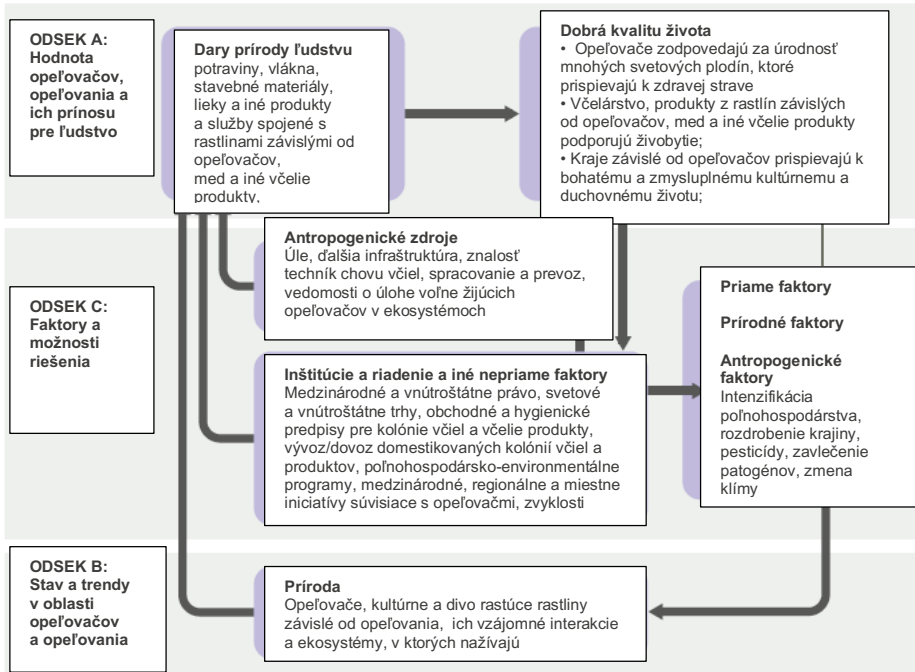 ODSEK A:
Hodnota
opeľovačov,
opeľovania a
ich prínosu
pre ľudstvo
Dary prírody ľudstvu
potraviny, vlákna,
stavebné materiály,
lieky a iné produkty
a služby spojené s
rastlinami závislými od
opeľovačov,
med a iné včelie
produkty.
Dobrá kvalitu života
• Opeľovače zodpovedajú za úrodnosť
mnohých svetových plodín, ktoré
prispievajú k zdravej strave
• Včelárstvo, produkty z rastlín závislých
od opeľovačov, med a iné včelie produkty
podporujú živobytie;
• Kraje závislé od opeľovačov prispievajú k
bohatému a zmysluplnému kultúrnemu a
duchovnému životu;
ODSEK C:
Faktory a
možnosti
riešenia
Antropogenické zdroje
Úle, ďalšia infraštruktúra, znalosť
techník chovu včiel, spracovanie a prevoz,
vedomosti o úlohe voľne žijúcich
opeľovačov v ekosystémoch
Inštitúcie a riadenie a iné nepriame faktory
Medzinárodné a vnútroštátne právo, svetové
a vnútroštátne trhy, obchodné a hygienické
predpisy pre kolónie včiel a včelie produkty,
vývoz/dovoz domestikovaných kolónií včiel a
produktov, poľnohospodársko-environmentálne
programy, medzinárodné, regionálne a miestne
iniciatívy súvisiace s opeľovačmi, zvyklosti
Priame faktory
Prírodné faktory
Antropogenické
faktory
Intenzifikácia
poľnohospodárstva,
rozdrobenie krajiny,
pesticídy, zavlečenie
patogénov, zmena
klímy
ODSEK B:
Stav a trendy
v oblasti
opeľovačov
a opeľovania
Príroda
Opeľovače, kultúrne a divo rastúce rastliny
závislé od opeľovania, ich vzájomné interakcie
a ekosystémy, v ktorých nažívajú